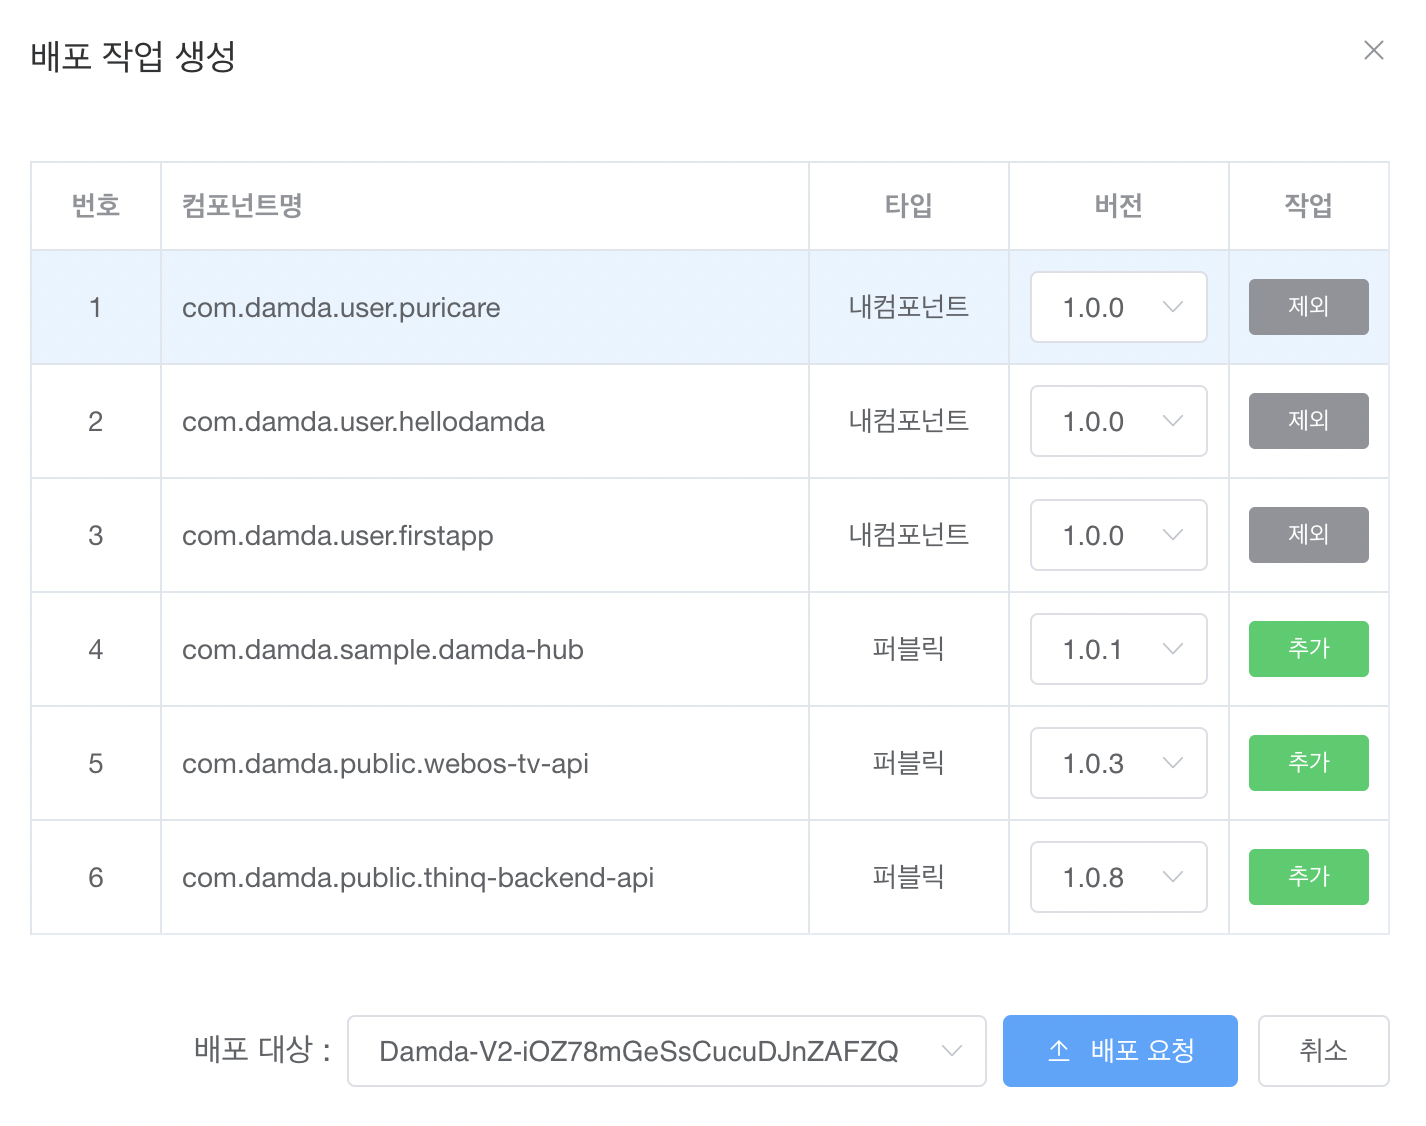 배포 작업 생성
번호 컴포넌트명 타입 버전 작업
1 com.damda.user.puricare 내컴포넌트 1.0.0 제외
2 com.damda.user.hellodamda 내컴포넌트 1.0.0 제외
3 com.damda.user.firstapp 내컴포넌트 1.0.0 제외
4 com.damda.sample.damda-hub 퍼블릭 1.0.1 추가
5 com.damda.public.webos-tv-api 퍼블릭 1.0.3 추가
6 com.damda.public.thinq-backend-api 퍼블릭 1.0.8 추가
배포 대상 : Damda-V2-iOZ78mGeSsCucuDJnZAFZQ 배포 요청 취소